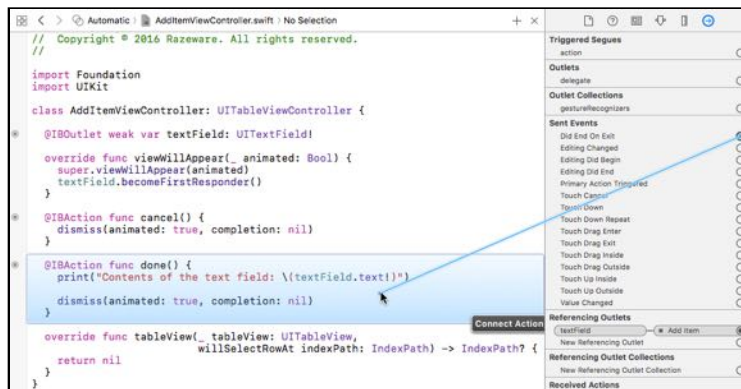 Automatic > AddItemViewController.swift > No Selection
//  Copyright © 2016 Razeware. All rights reserved.
//
import Foundation
import UIKit
class AddItemViewController: UITableViewController {
@IBOutlet weak var textField: UITextField!
override func viewWillAppear(_ animated: Bool) {
super.viewWillAppear(animated)
textField.becomeFirstResponder()
}
@IBAction func cancel() {
dismiss(animated: true, completion: nil)
}
@IBAction func done() {
print("Contents of the text field: \(textField.text!)")
dismiss(animated: true, completion: nil)
}
Connect Action
override func tableView(_ tableView: UITableView,
willSelectRowAt indexPath: IndexPath) -> IndexPath? {
return nil
}
}
Triggered Segues
action
Outlets
delegate
Outlet Collections
gestureRecognizers
Sent Events
Did End On Exit
Editing Changed
Editing Did Begin
Editing Did End
Primary Action Triggered
Touch Cancel
Touch Down
Touch Down Repeat
Touch Drag Enter
Touch Drag Exit
Touch Drag Inside
Touch Drag Outside
Touch Up Inside
Touch Up Outside
Value Changed
Referencing Outlets
textField Add Item
New Referencing Outlet
Referencing Outlet Collections
New Referencing Outlet Collection
Received Actions